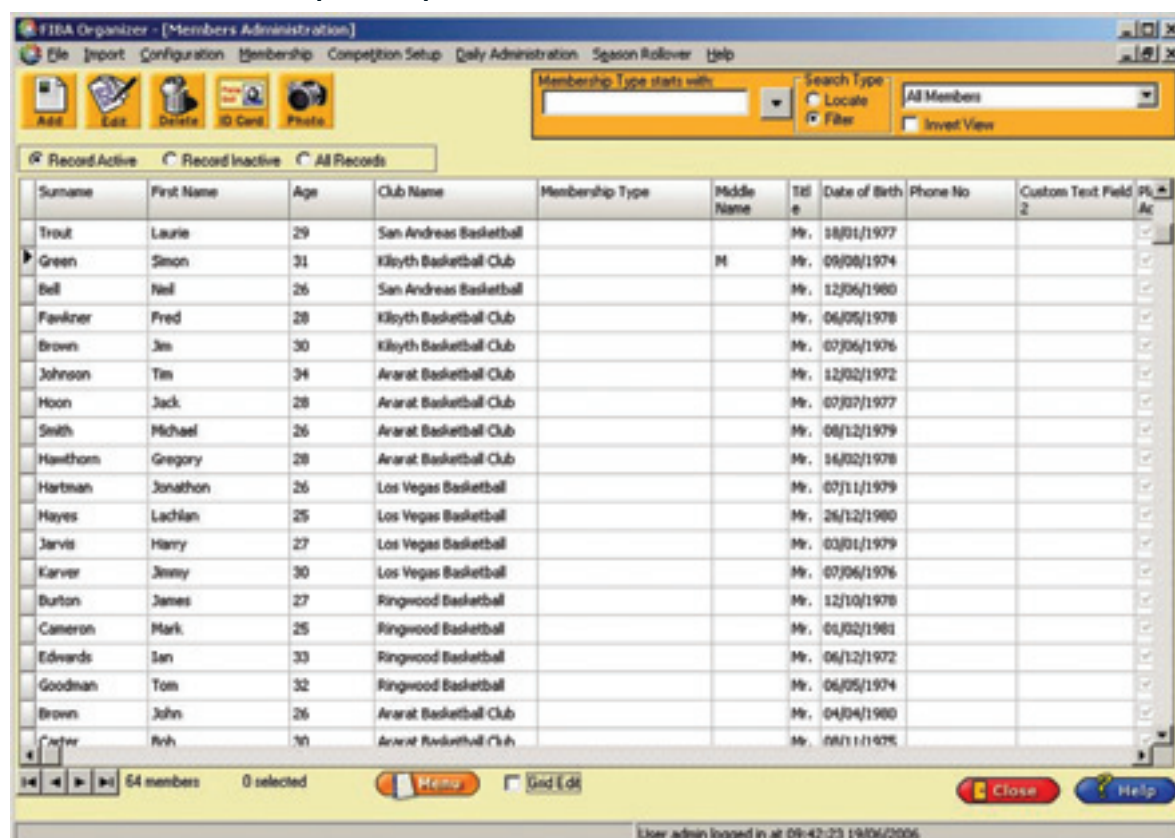 FIBA Organizer - [Members Administration]
File Import Configuration Membership Competition Setup Daily Administration Season Rollover Help
Add Edit Delete ID Card Photo
Membership Type starts with:
Search Type
Locate
Filter
All Members
Invert View
Record Active Record Inactive All Records
Surname First Name Age Club Name Membership Type Middle Name Title Date of Birth Phone No Custom Text Field 2
Trout Laurie 29 San Andreas Basketball Mr. 18/01/1977
Green Simon 31 Kilsyth Basketball Club M Mr. 09/08/1974
Bell Neil 26 San Andreas Basketball Mr. 12/06/1980
Fawkner Fred 28 Kilsyth Basketball Club Mr. 06/05/1978
Brown Jim 30 Kilsyth Basketball Club Mr. 07/06/1976
Johnson Tim 34 Ararat Basketball Club Mr. 12/02/1972
Hoon Jack 28 Ararat Basketball Club Mr. 07/07/1977
Smith Michael 26 Ararat Basketball Club Mr. 08/12/1979
Hawthorn Gregory 28 Ararat Basketball Club Mr. 16/02/1978
Hartman Jonathon 26 Los Vegas Basketball Mr. 07/11/1979
Hayes Lachlan 25 Los Vegas Basketball Mr. 26/12/1980
Jarvis Harry 27 Los Vegas Basketball Mr. 03/01/1979
Karver Jimmy 30 Los Vegas Basketball Mr. 07/06/1976
Burton James 27 Ringwood Basketball Mr. 12/10/1978
Cameron Mark 25 Ringwood Basketball Mr. 01/02/1981
Edwards Ian 33 Ringwood Basketball Mr. 06/12/1972
Goodman Tom 32 Ringwood Basketball Mr. 06/05/1974
Brown John 26 Ararat Basketball Club Mr. 04/04/1980
Carter Bob 30 Ararat Basketball Club Mr. 08/11/1975
64 members 0 selected Menu Grid Edit Close Help
User admin logged in at 09:42:23 19/06/2006